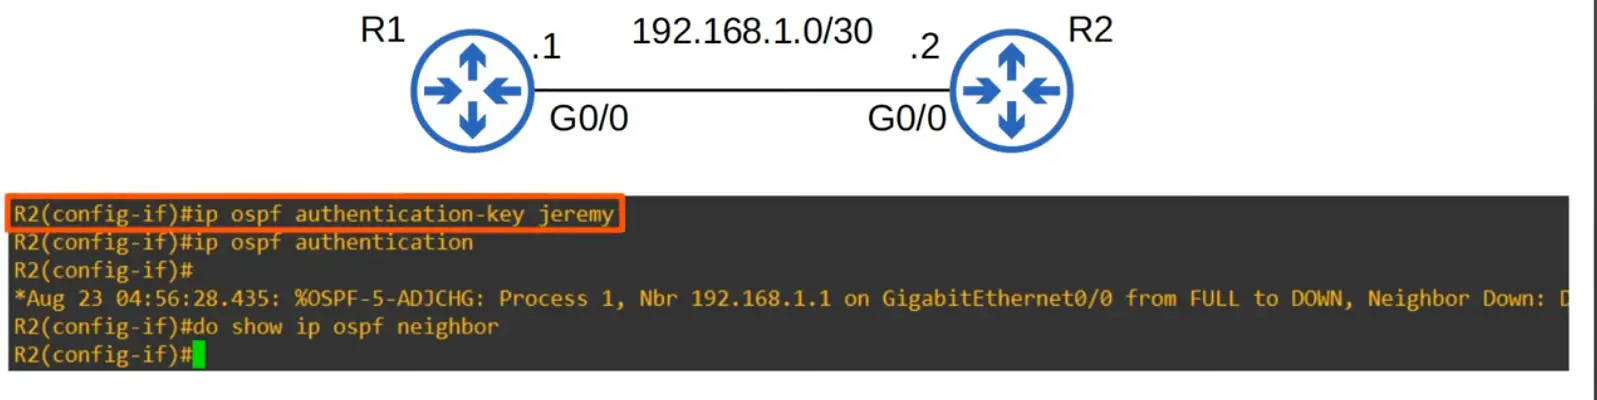 R1 .1 192.168.1.0/30 .2 R2
G0/0 G0/0
R2(config-if)#ip ospf authentication-key jeremy
R2(config-if)#ip ospf authentication
R2(config-if)#
*Aug 23 04:56:28.435: %OSPF-5-ADJCHG: Process 1, Nbr 192.168.1.1 on GigabitEthernet0/0 from FULL to DOWN, Neighbor Down: D
R2(config-if)#do show ip ospf neighbor
R2(config-if)#